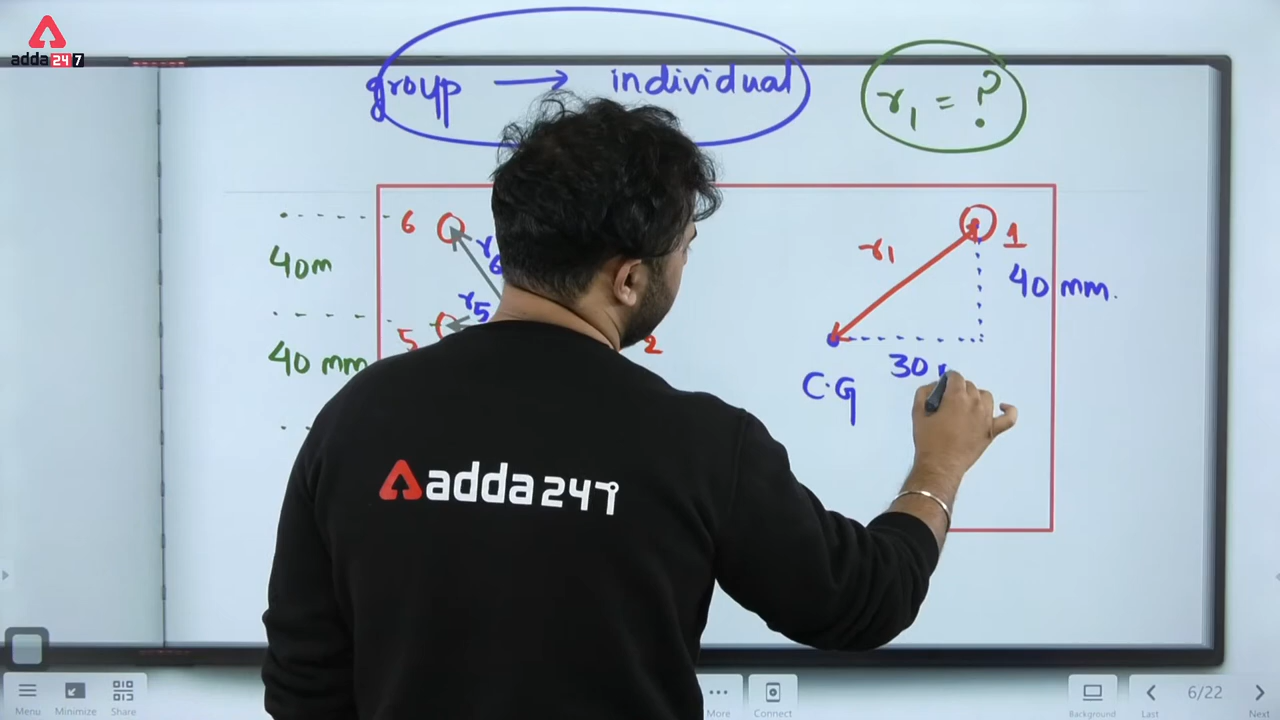 adda247
group → individual
r1 = ?
6
r6
40m
r5
5
2
40 mm
r1
1
40 mm.
30
C.G
adda247
Menu
Minimize
Share
More
Connect
Background
Last
6/22
Next